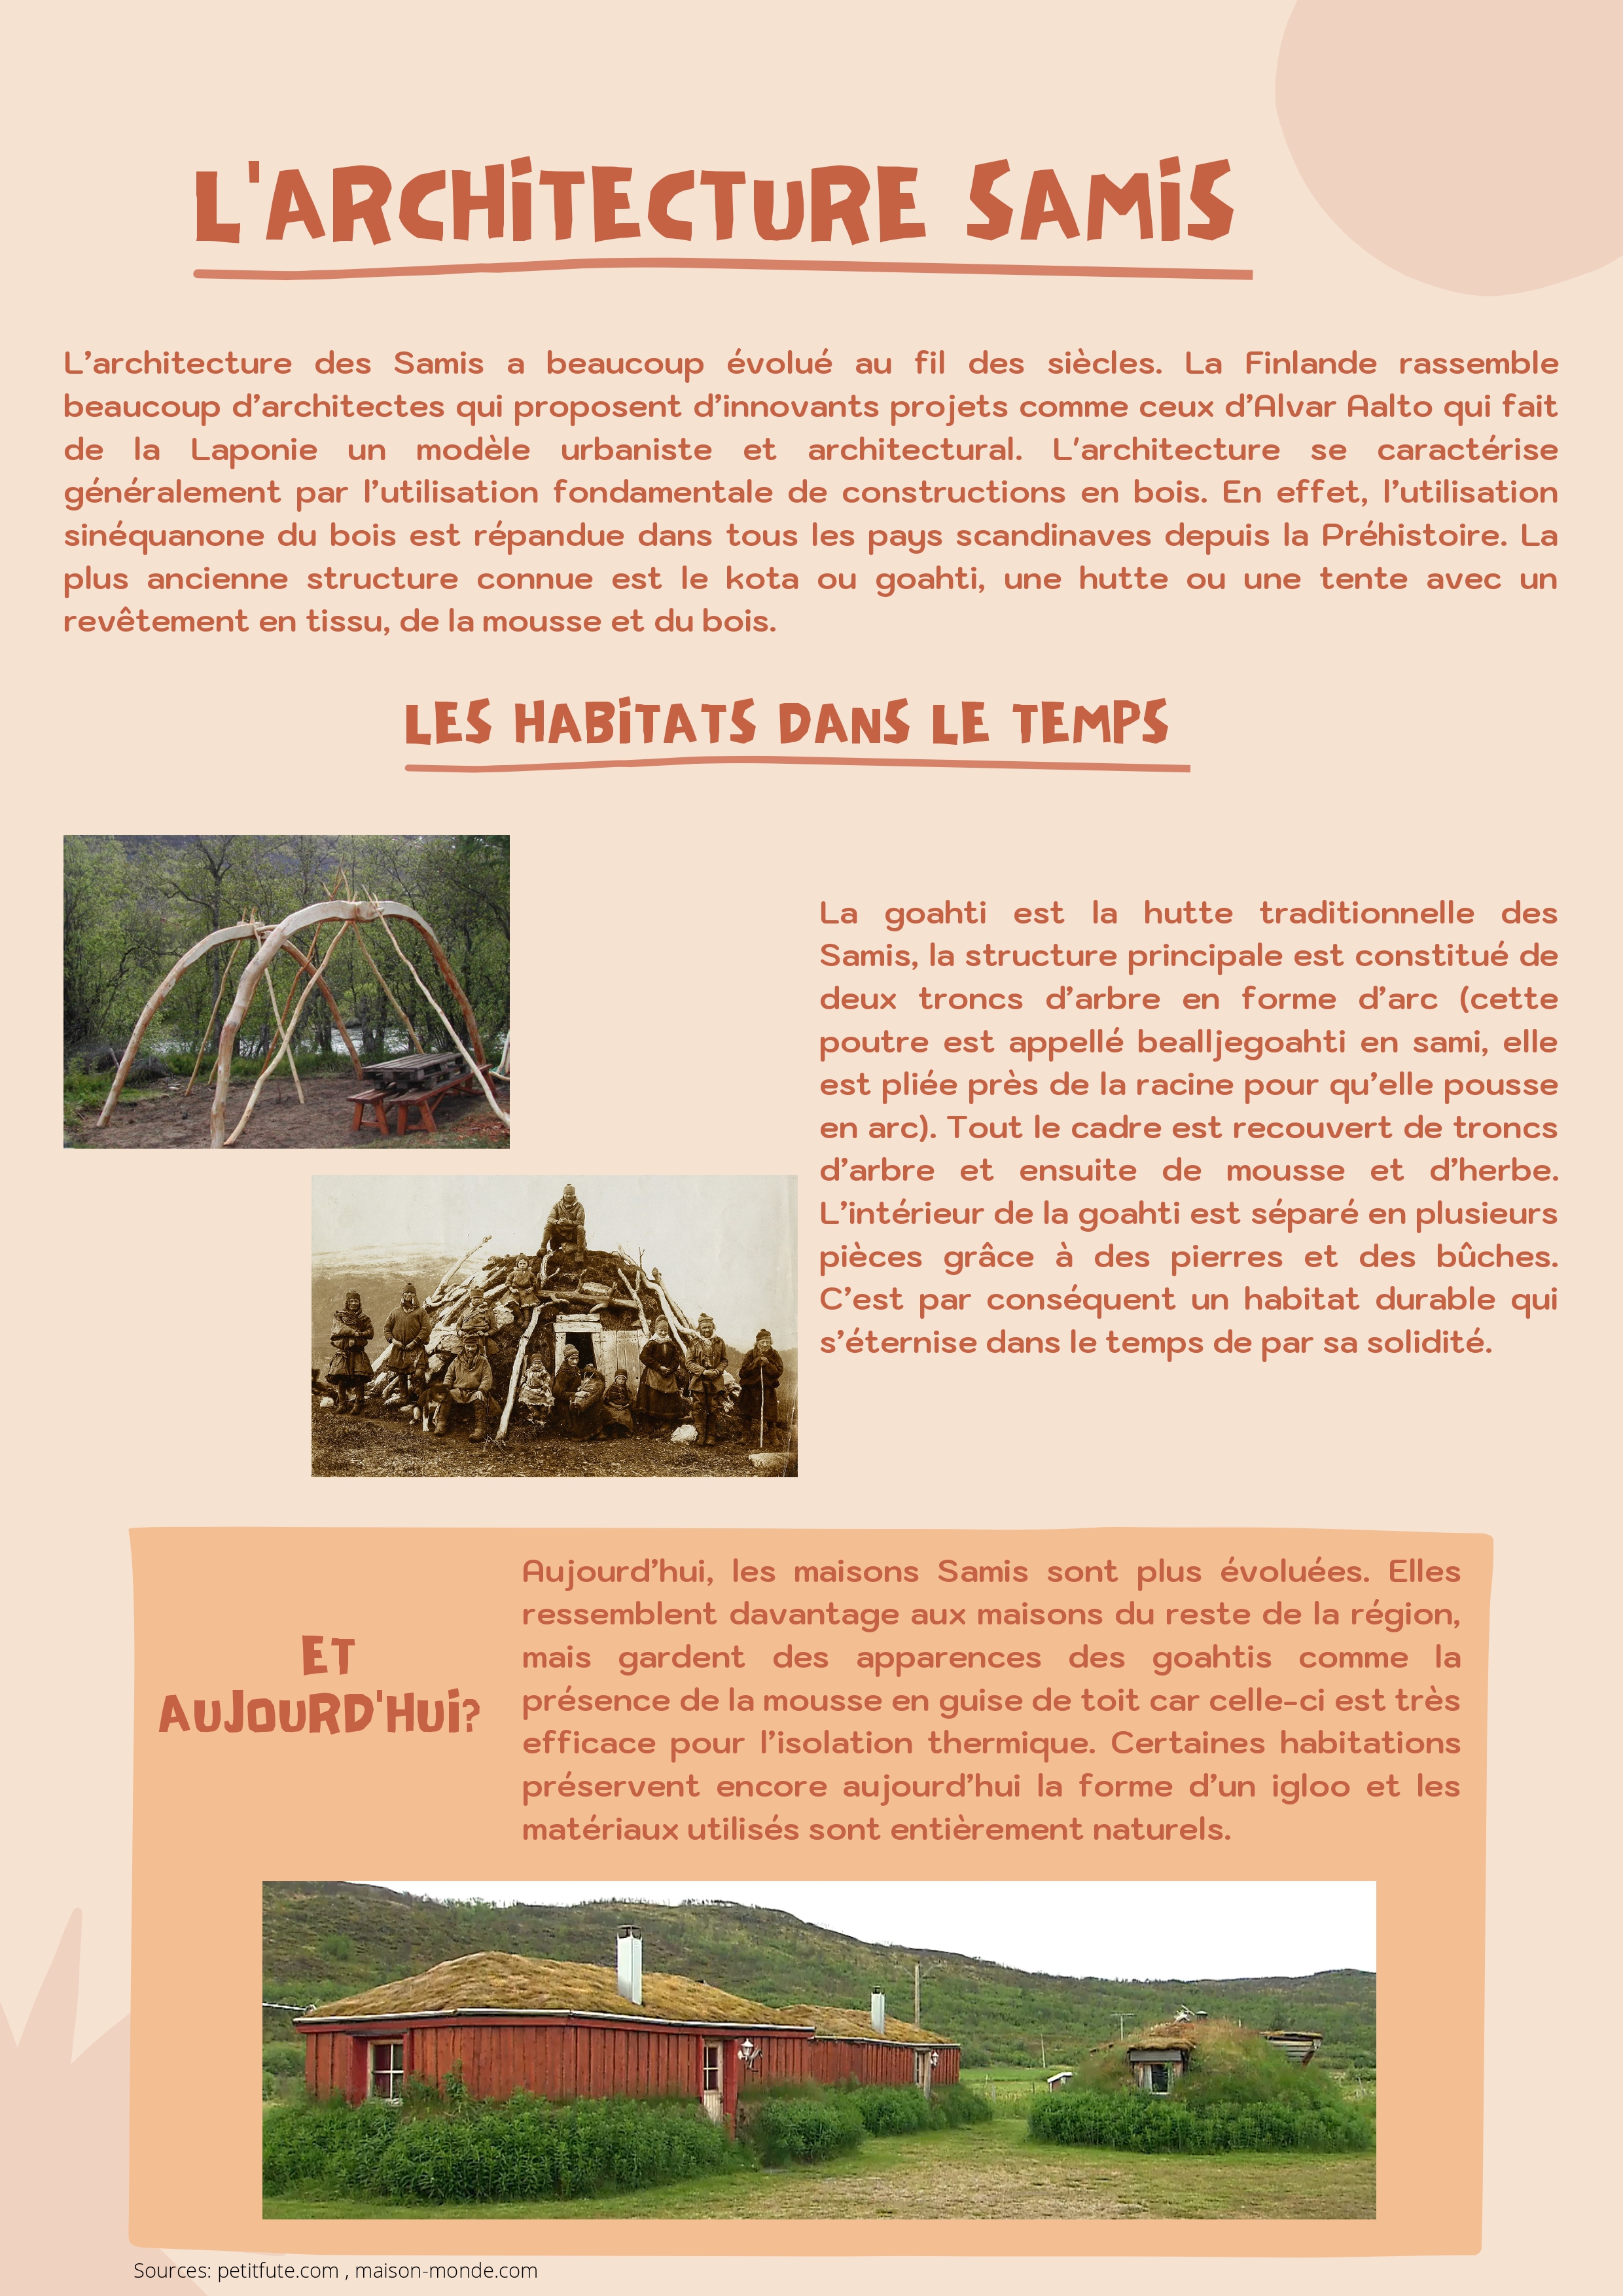 L'ARCHITECTURE SAMIS
L’architecture des Samis a beaucoup évolué au fil des siècles. La Finlande rassemble
beaucoup d’architectes qui proposent d’innovants projets comme ceux d’Alvar Aalto qui fait
de la Laponie un modèle urbaniste et architectural. L'architecture se caractérise
généralement par l’utilisation fondamentale de constructions en bois. En effet, l’utilisation
sinéquanone du bois est répandue dans tous les pays scandinaves depuis la Préhistoire. La
plus ancienne structure connue est le kota ou goahti, une hutte ou une tente avec un
revêtement en tissu, de la mousse et du bois.
LES HABITATS DANS LE TEMPS
La goahti est la hutte traditionnelle des
Samis, la structure principale est constitué de
deux troncs d’arbre en forme d’arc (cette
poutre est appellé bealljegoahti en sami, elle
est pliée près de la racine pour qu’elle pousse
en arc). Tout le cadre est recouvert de troncs
d’arbre et ensuite de mousse et d’herbe.
L’intérieur de la goahti est séparé en plusieurs
pièces grâce à des pierres et des bûches.
C’est par conséquent un habitat durable qui
s’éternise dans le temps de par sa solidité.
ET
AUJOURD'HUI?
Aujourd’hui, les maisons Samis sont plus évoluées. Elles
ressemblent davantage aux maisons du reste de la région,
mais gardent des apparences des goahtis comme la
présence de la mousse en guise de toit car celle-ci est très
efficace pour l’isolation thermique. Certaines habitations
préservent encore aujourd’hui la forme d’un igloo et les
matériaux utilisés sont entièrement naturels.
Sources: petitfute.com , maison-monde.com